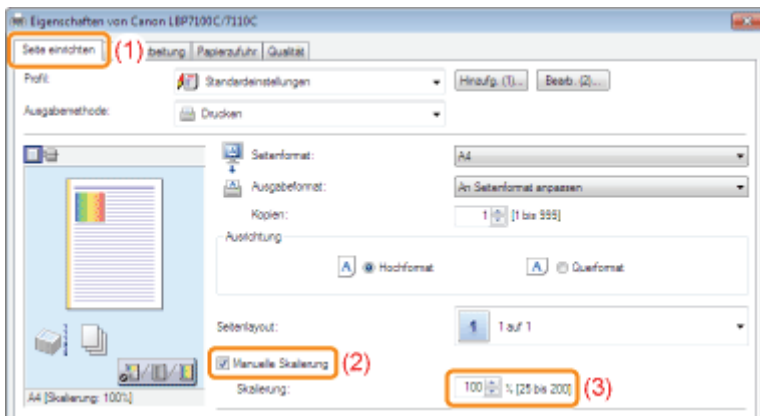 Eigenschaften von Canon LBP7100C/7110C
Seite einrichten (1) beitung Papierzufuhr Qualität
Profil: Standardeinstellungen Hinzufg. (1)... Bearb. (2)...
Ausgabemethode: Drucken
Seitenformat: A4
Ausgabeformat: An Seitenformat anpassen
Kopien: 1 [1 bis 999]
Ausrichtung
A Hochformat A Querformat
Seitenlayout: 1 1 auf 1
Manuelle Skalierung (2)
Skalierung: 100 % [25 bis 200] (3)
A4 [Skalierung: 100%]